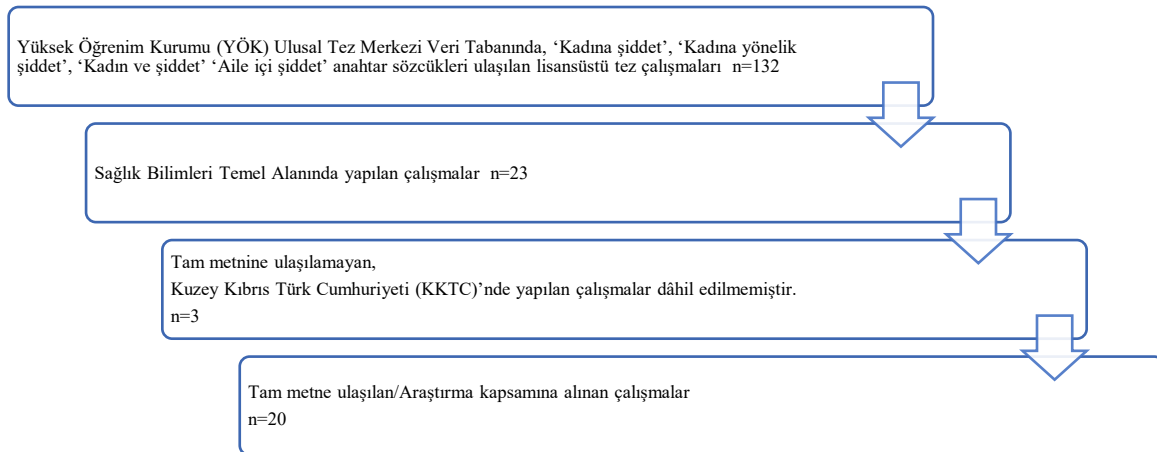 Yüksek Öğrenim Kurumu (YÖK) Ulusal Tez Merkezi Veri Tabanında, ‘Kadına şiddet’, ‘Kadına yönelik
şiddet’, ‘Kadın ve şiddet’ ‘Aile içi şiddet’ anahtar sözcükleri ulaşılan lisansüstü tez çalışmaları n=132
Sağlık Bilimleri Temel Alanında yapılan çalışmalar n=23
Tam metnine ulaşılamayan,
Kuzey Kıbrıs Türk Cumhuriyeti (KKTC)’nde yapılan çalışmalar dâhil edilmemiştir.
n=3
Tam metne ulaşılan/Araştırma kapsamına alınan çalışmalar
n=20